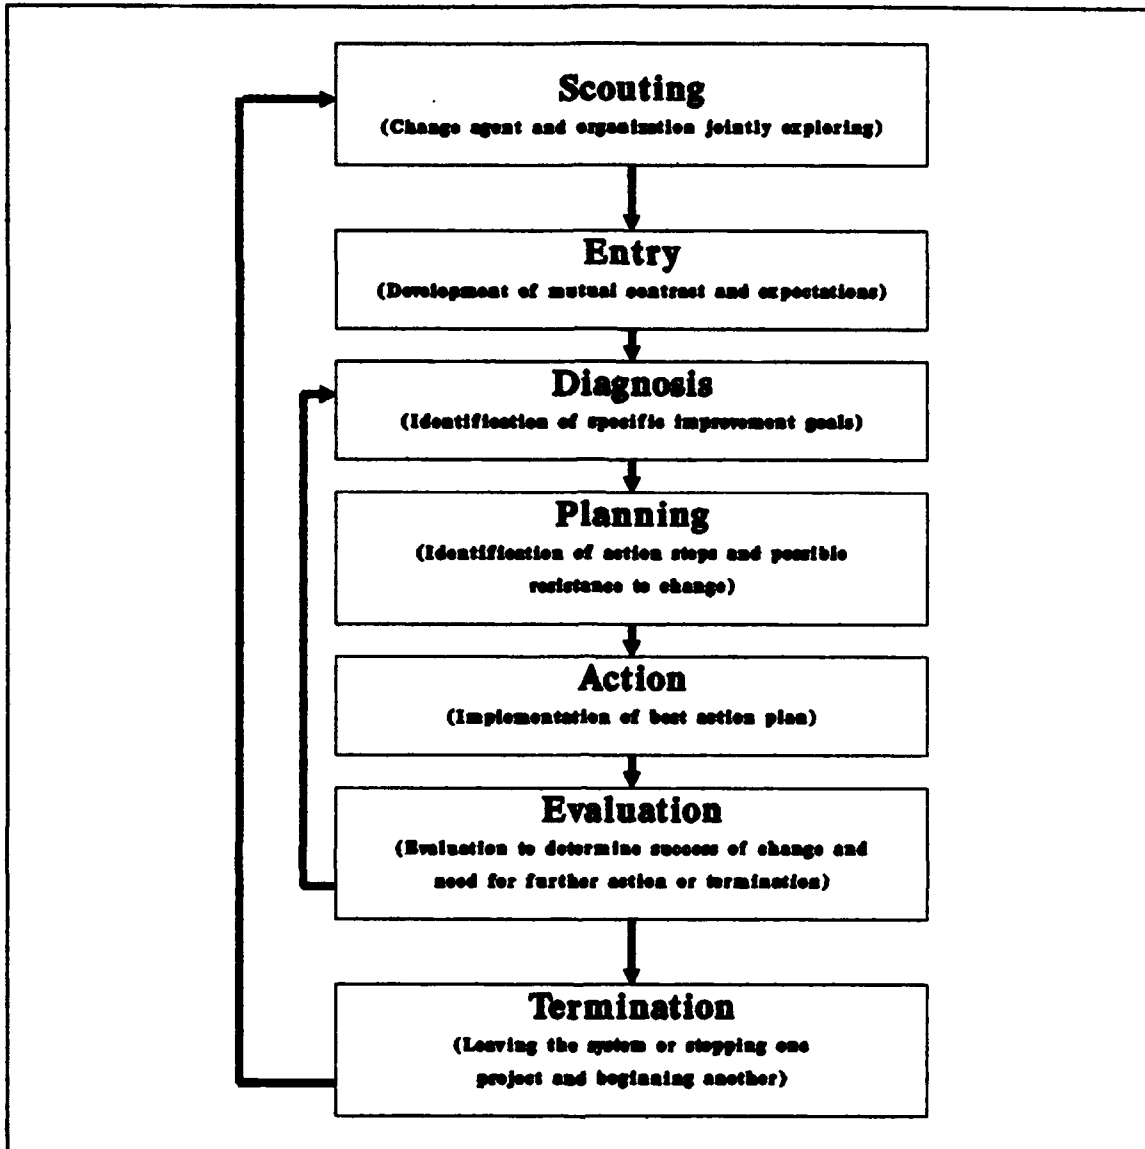 Scouting
(Change agent and organization jointly exploring)
Entry
(Development of mutual contrast and expectations)
Diagnosis
(Identification of specific improvement goals)
Planning
(Identification of action steps and possible
resistance to change)
Action
(Implementation of best action plan)
Evaluation
(Evaluation to determine success of change and
need for further action or termination)
Termination
(Leaving the system or stopping one
project and beginning another)